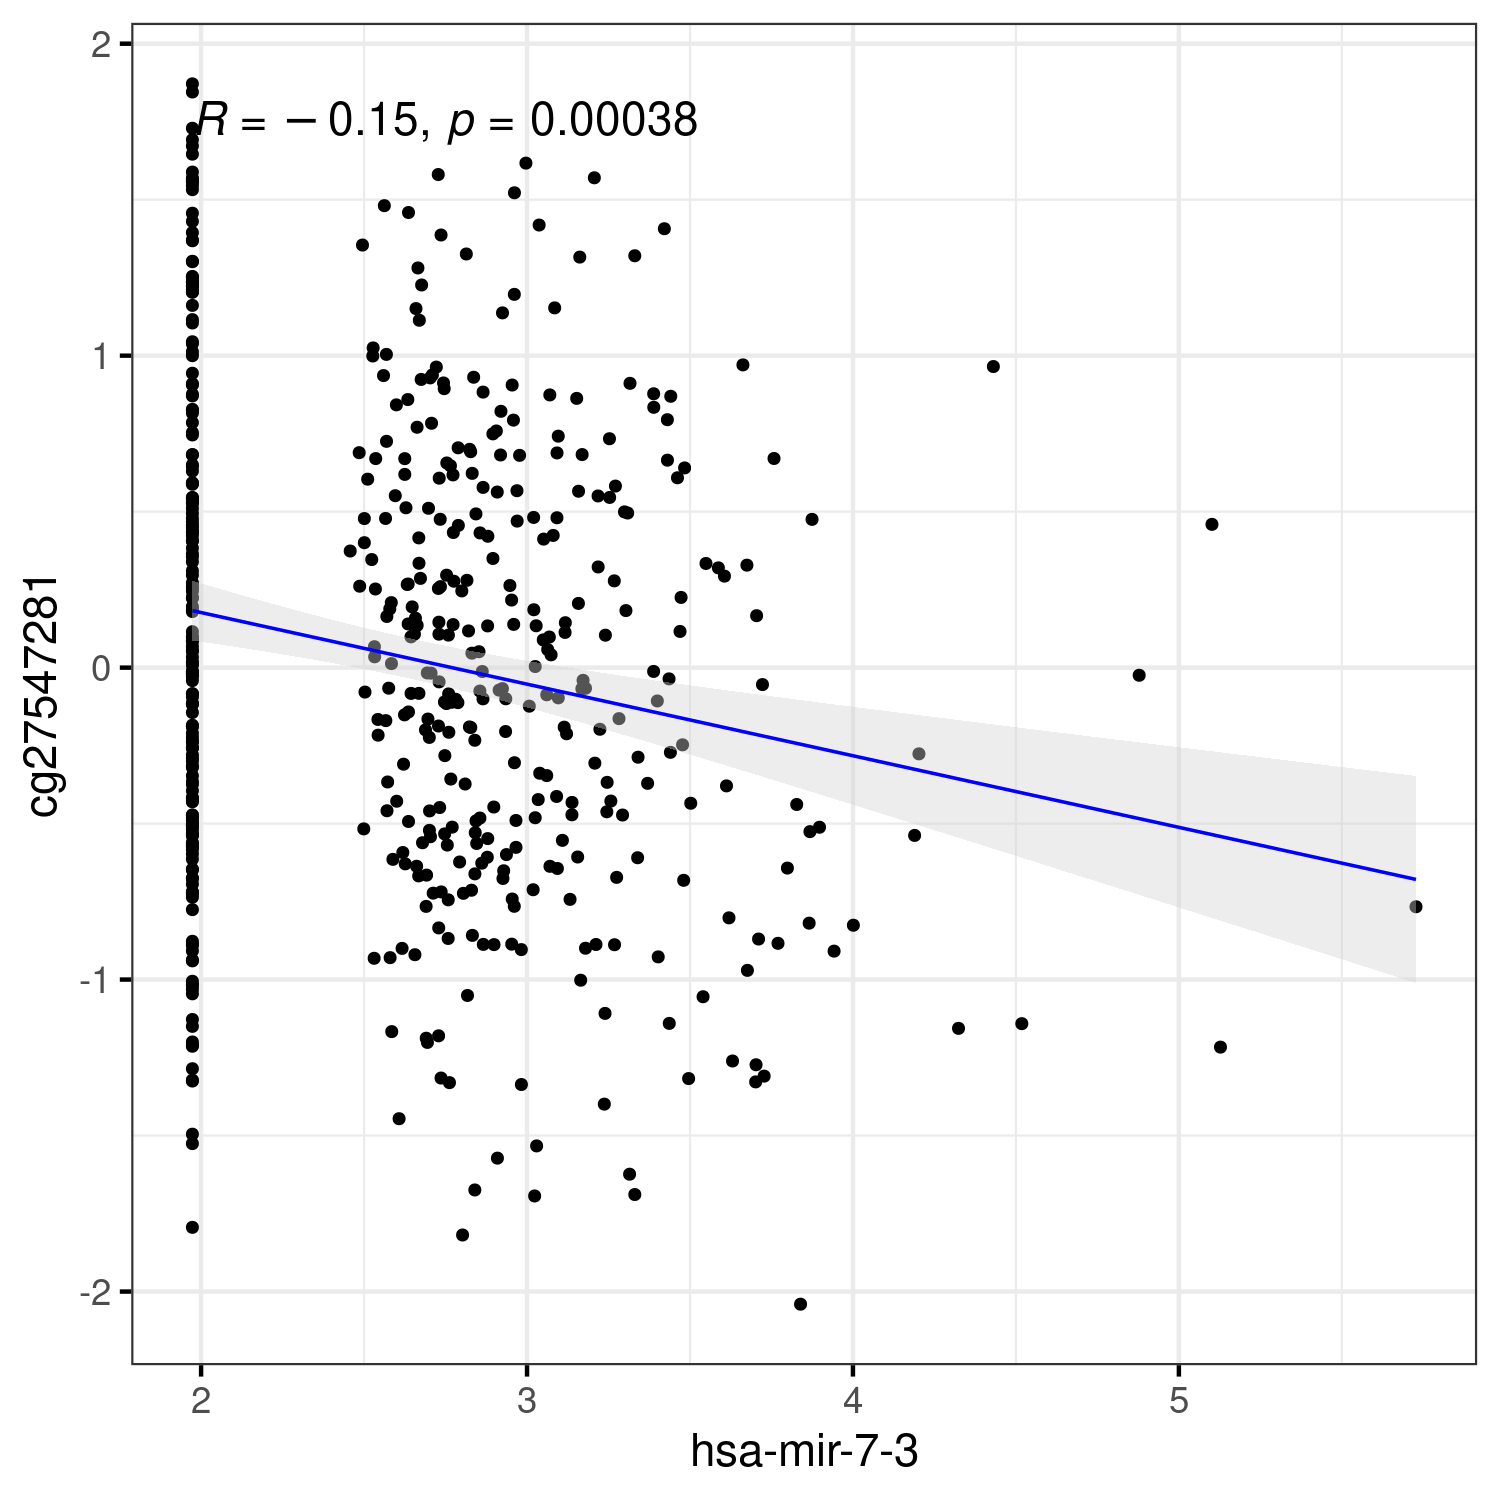 2
R = − 0.15, p = 0.00038
1
0
-1
-2
cg27547281
2 3 4 5
hsa-mir-7-3